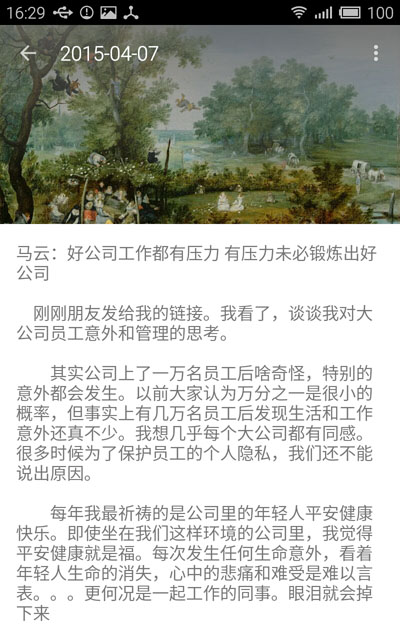 16:29
100
2015-04-07
马云：好公司工作都有压力 有压力未必锻炼出好
公司
刚刚朋友发给我的链接。我看了，谈谈我对大
公司员工意外和管理的思考。
其实公司上了一万名员工后啥奇怪，特别的
意外都会发生。以前大家认为万分之一是很小的
概率，但事实上有几万名员工后发现生活和工作
意外还真不少。我想几乎每个大公司都有同感。
很多时候为了保护员工的个人隐私，我们还不能
说出原因。
每年我最祈祷的是公司里的年轻人平安健康
快乐。即使坐在我们这样环境的公司里，我觉得
平安健康就是福。每次发生任何生命意外，看着
年轻人生命的消失，心中的悲痛和难受是难以言
表。。。更何况是一起工作的同事。眼泪就会掉
下来